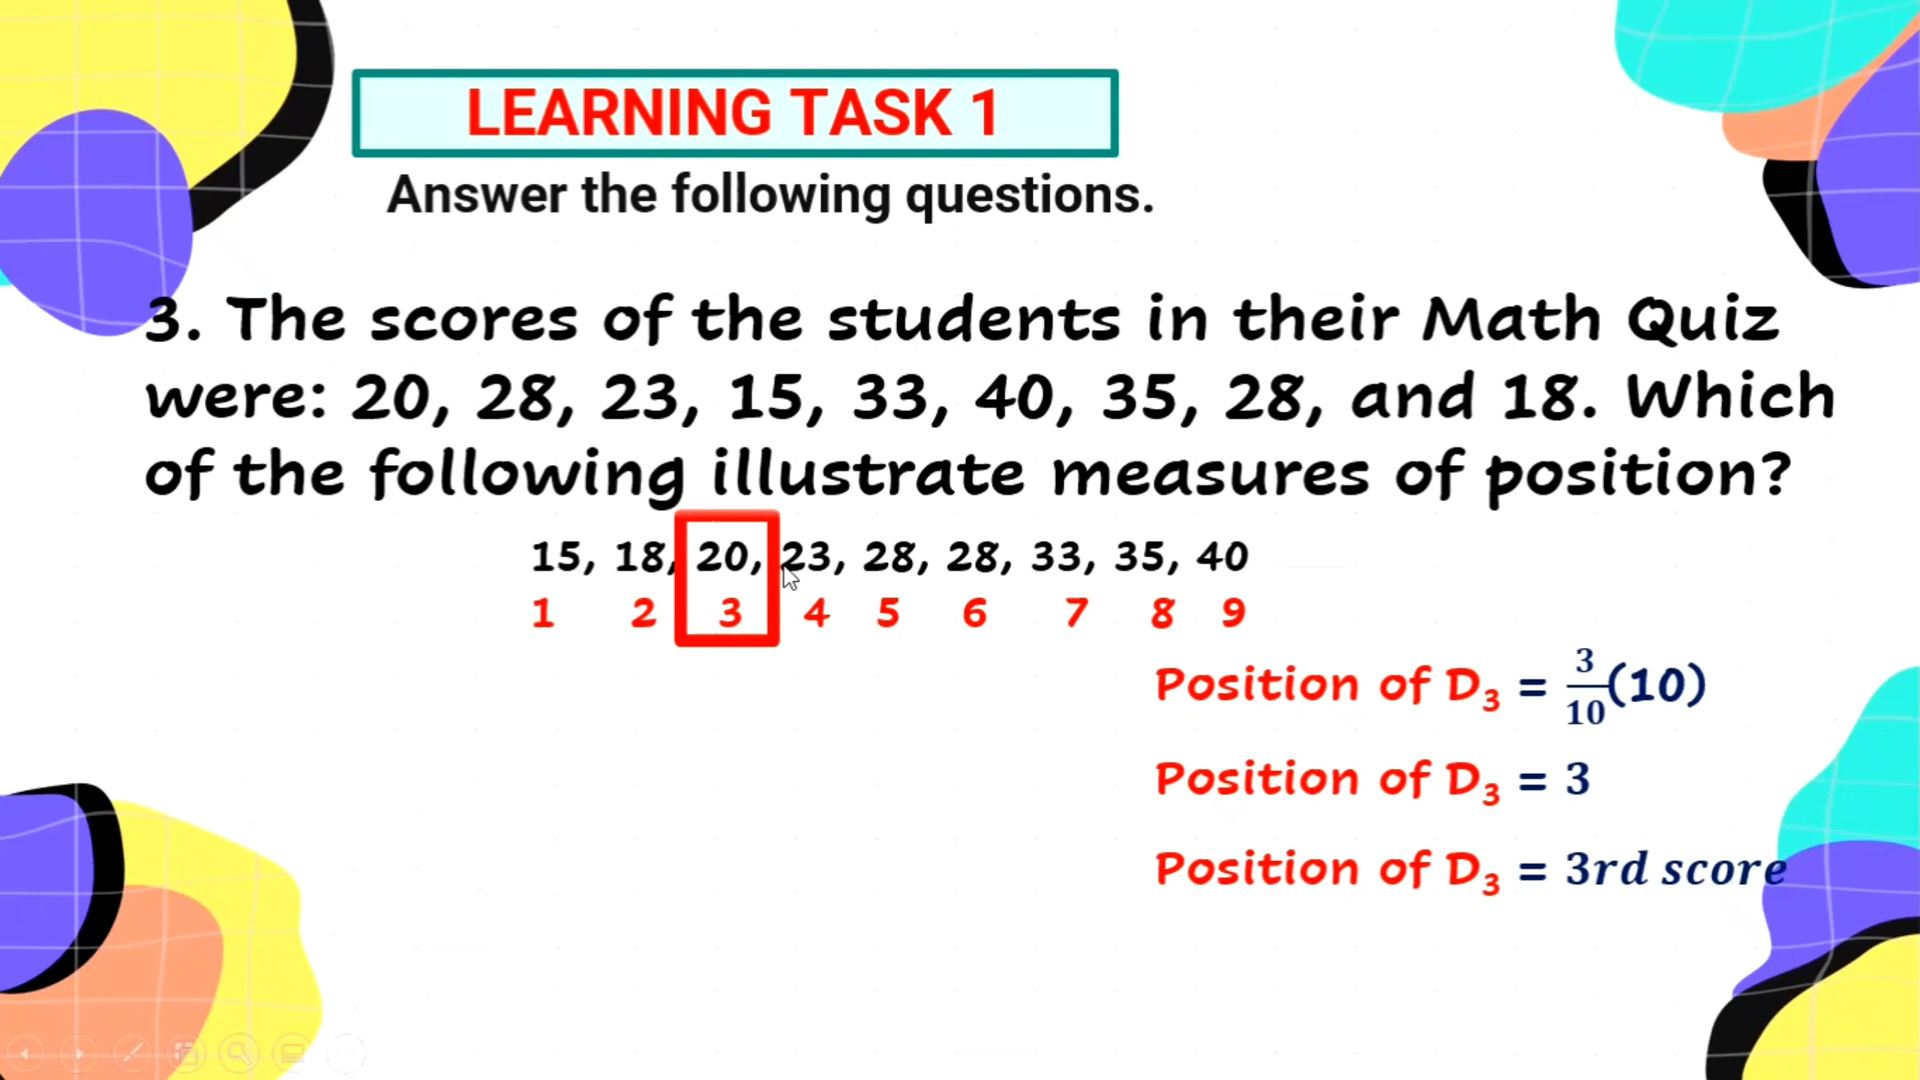 LEARNING TASK 1
Answer the following questions.
3. The scores of the students in their Math Quiz
were: 20, 28, 23, 15, 33, 40, 35, 28, and 18. Which
of the following illustrate measures of position?
15, 18, 20, 23, 28, 28, 33, 35, 40
1 2 3 4 5 6 7 8 9
Position of D₃ = 3/10(10)
Position of D₃ = 3
Position of D₃ = 3rd score